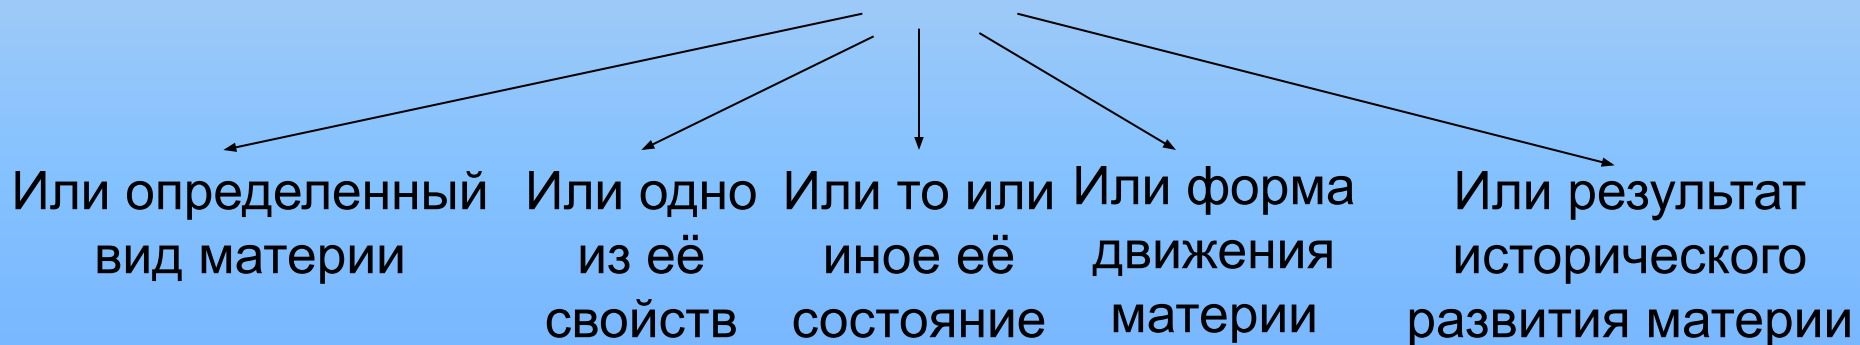 Или определенный
вид материи
Или одно
из её
свойств
Или то или
иное её
состояние
Или форма
движения
материи
Или результат
исторического
развития материи